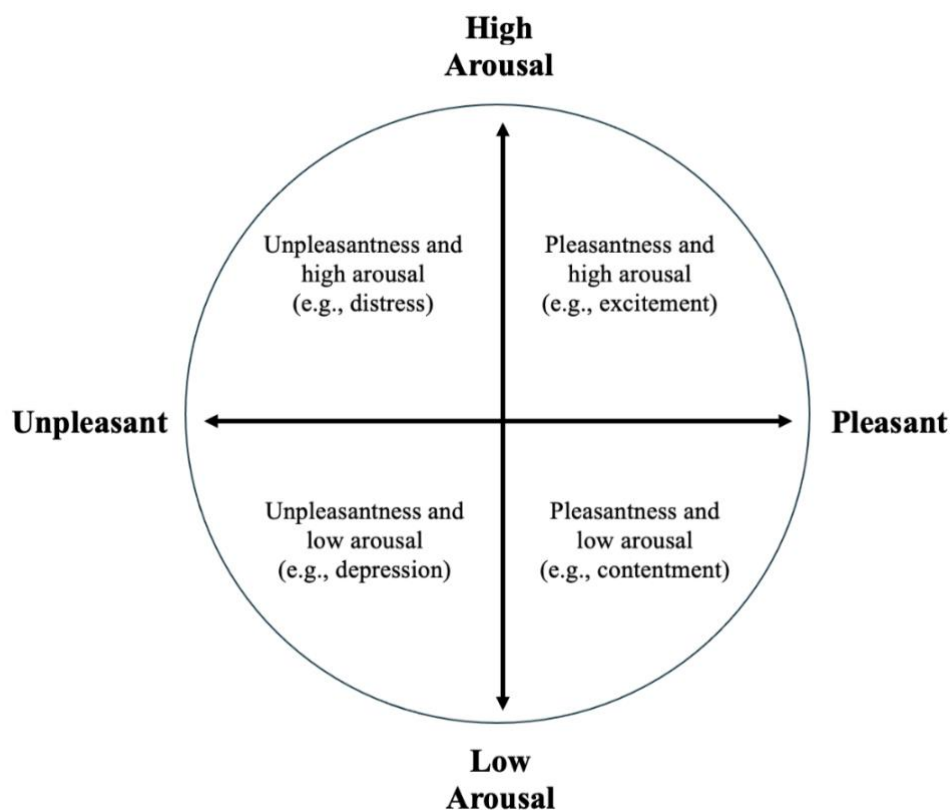 High
Arousal
Unpleasantness and
high arousal
(e.g., distress)
Pleasantness and
high arousal
(e.g., excitement)
Unpleasant
Pleasant
Unpleasantness and
low arousal
(e.g., depression)
Pleasantness and
low arousal
(e.g., contentment)
Low
Arousal